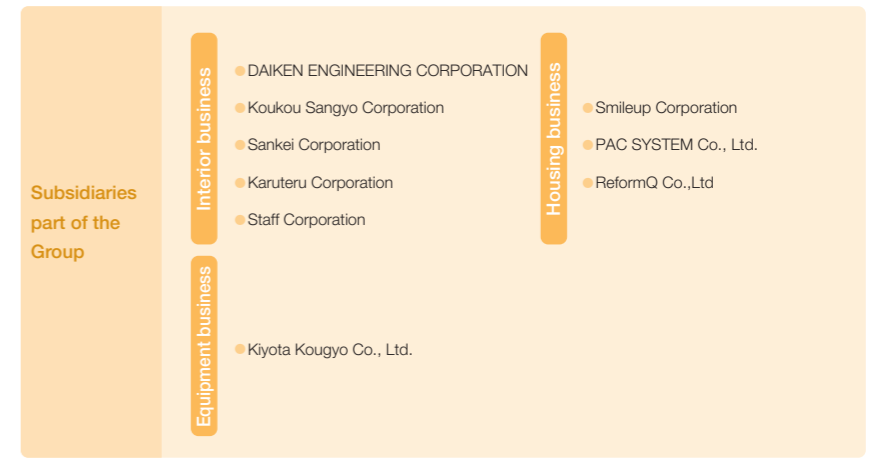 Subsidiaries
part of the
Group
Interior business
DAIKEN ENGINEERING CORPORATION
Koukou Sangyo Corporation
Sankei Corporation
Karuteru Corporation
Staff Corporation
Housing business
Smileup Corporation
PAC SYSTEM Co., Ltd.
ReformQ Co.,Ltd
Equipment business
Kiyota Kougyo Co., Ltd.